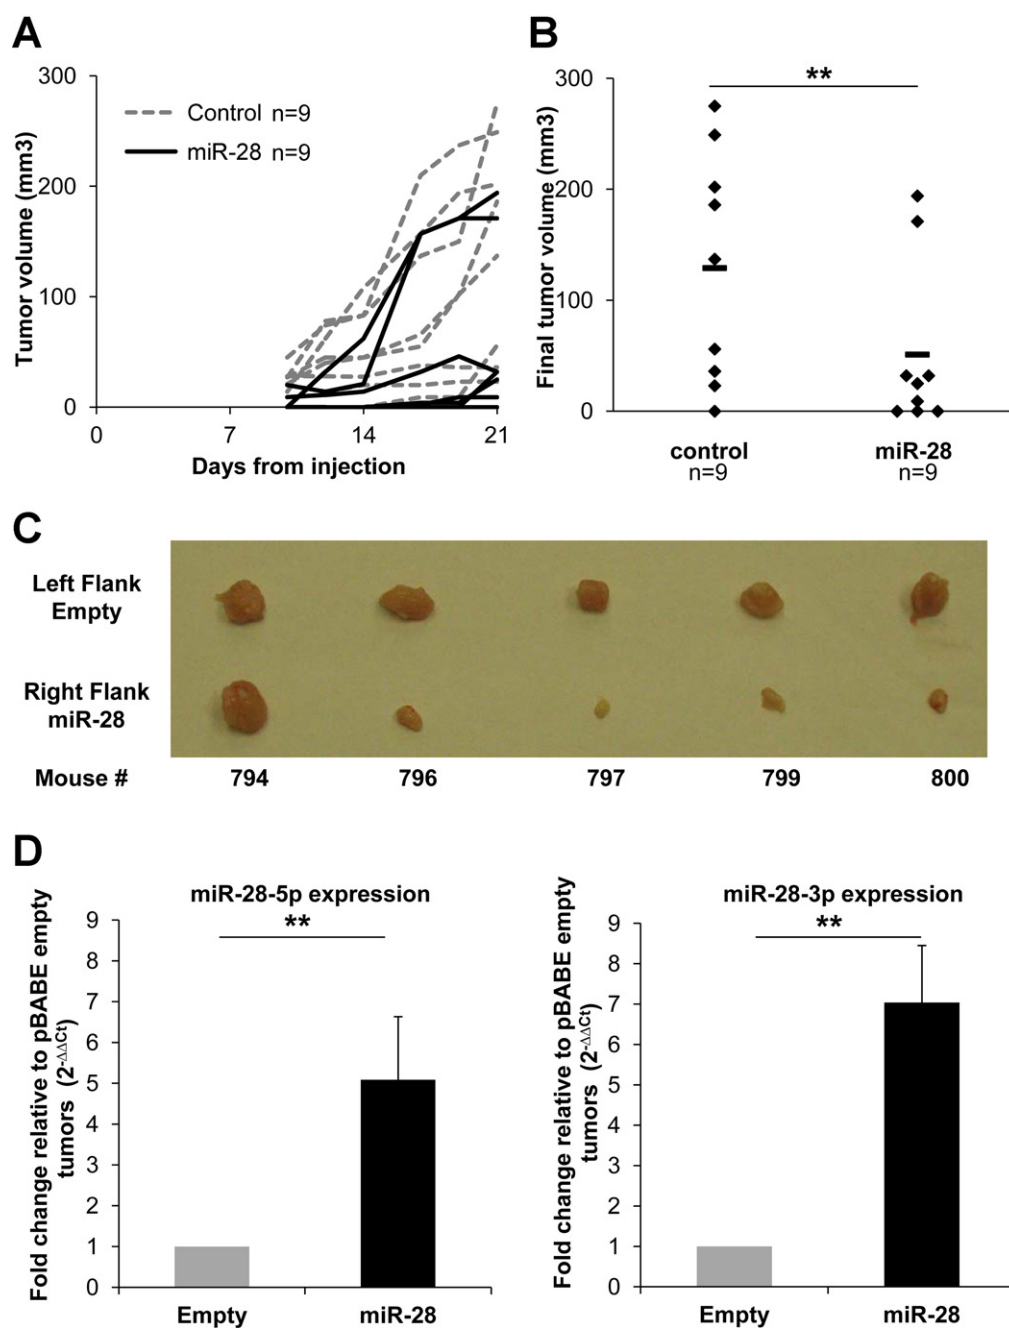 A
300
200
100
0
Tumor volume (mm3)
Control n=9
miR-28 n=9
0 7 14 21
Days from injection
B
**
300
200
100
0
Final tumor volume (mm3)
control miR-28
n=9 n=9
C
Left Flank
Empty
Right Flank
miR-28
Mouse # 794 796 797 799 800
D
miR-28-5p expression
**
9
8
7
6
5
4
3
2
1
0
Fold change relative to pBABE empty
tumors (2-ΔΔCt)
Empty miR-28
miR-28-3p expression
**
9
8
7
6
5
4
3
2
1
0
Fold change relative to pBABE empty
tumors (2-ΔΔCt)
Empty miR-28